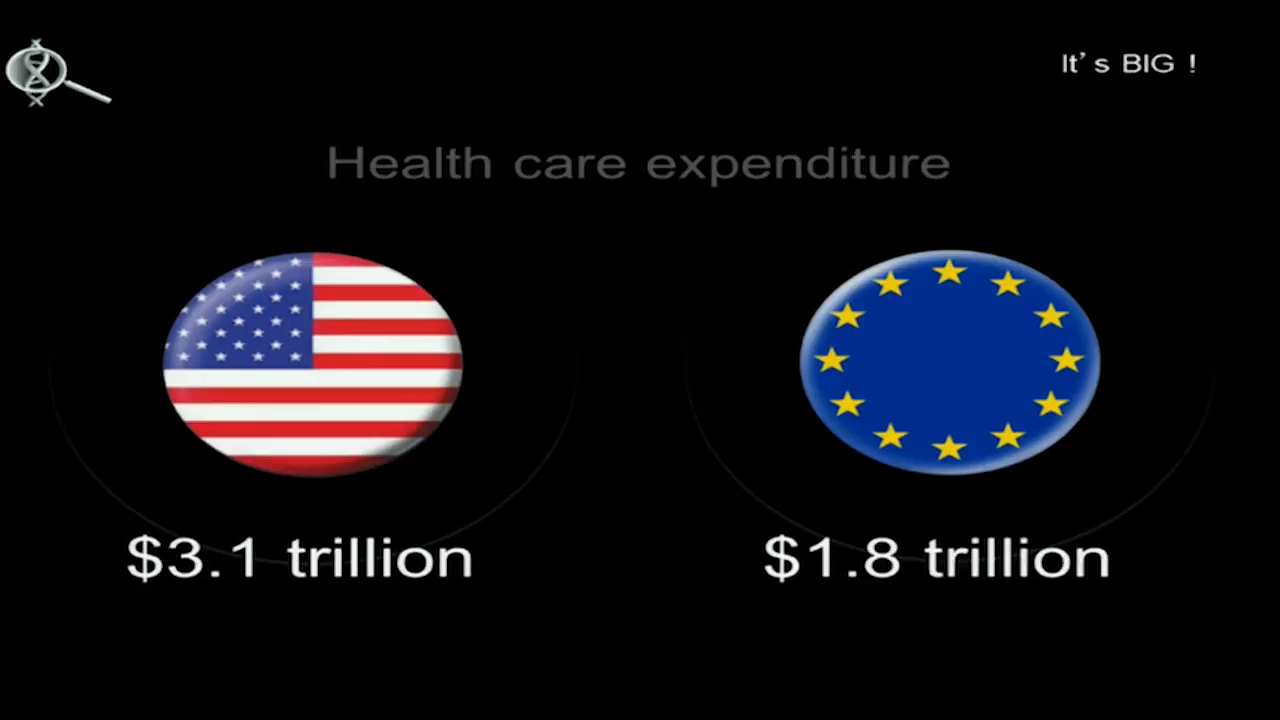 It's BIG !
Health care expenditure
$3.1 trillion
$1.8 trillion